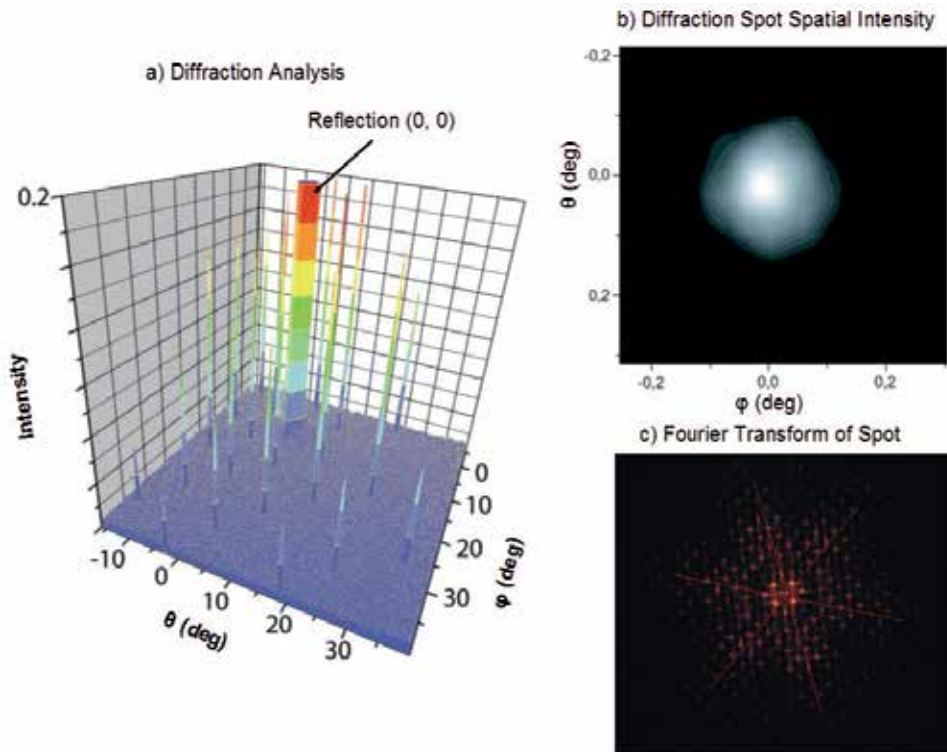 a) Diffraction Analysis
Reflection (0, 0)
0.2
Intensity
-10
0
10
20
30
θ (deg)
0
10
20
30
φ (deg)
b) Diffraction Spot Spatial Intensity
-0.2
0.0
0.2
θ (deg)
-0,2
0,0
0,2
φ (deg)
c) Fourier Transform of Spot